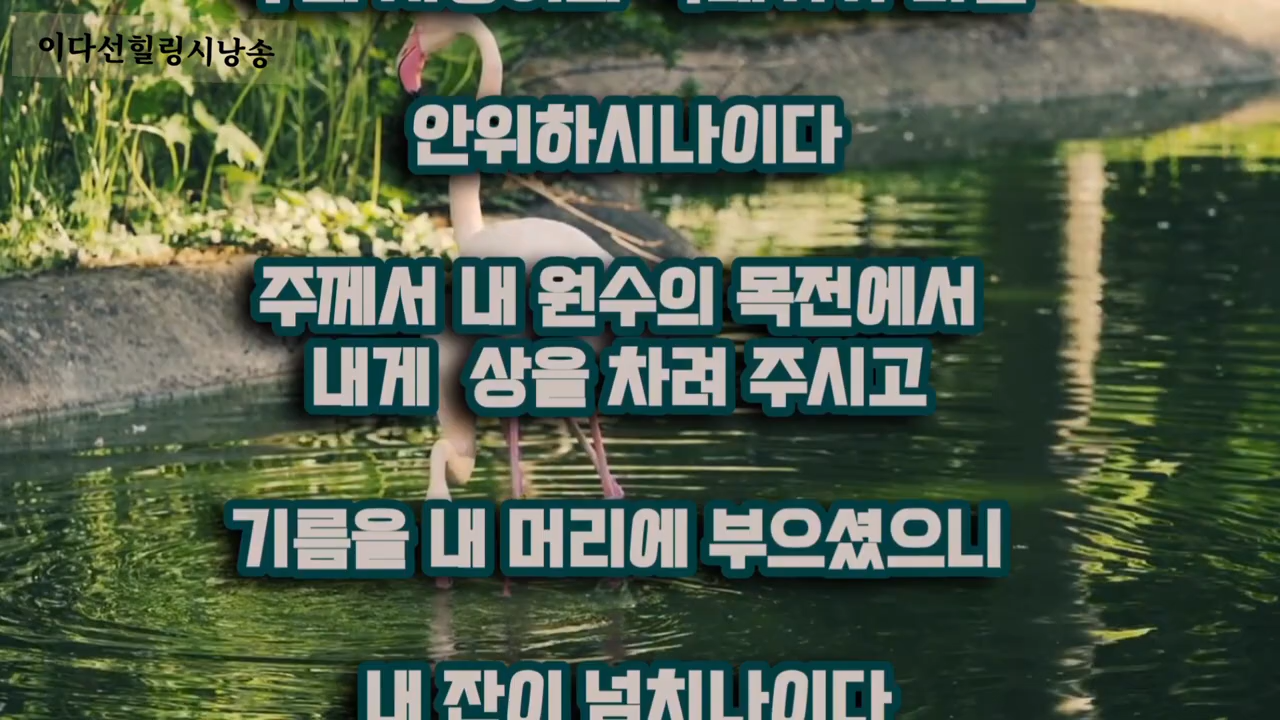 이다선힐링시낭송
안위하시나이다
주께서 내 원수의 목전에서
내게 상을 차려 주시고
기름을 내 머리에 부으셨으니
내 잔이 넘치나이다